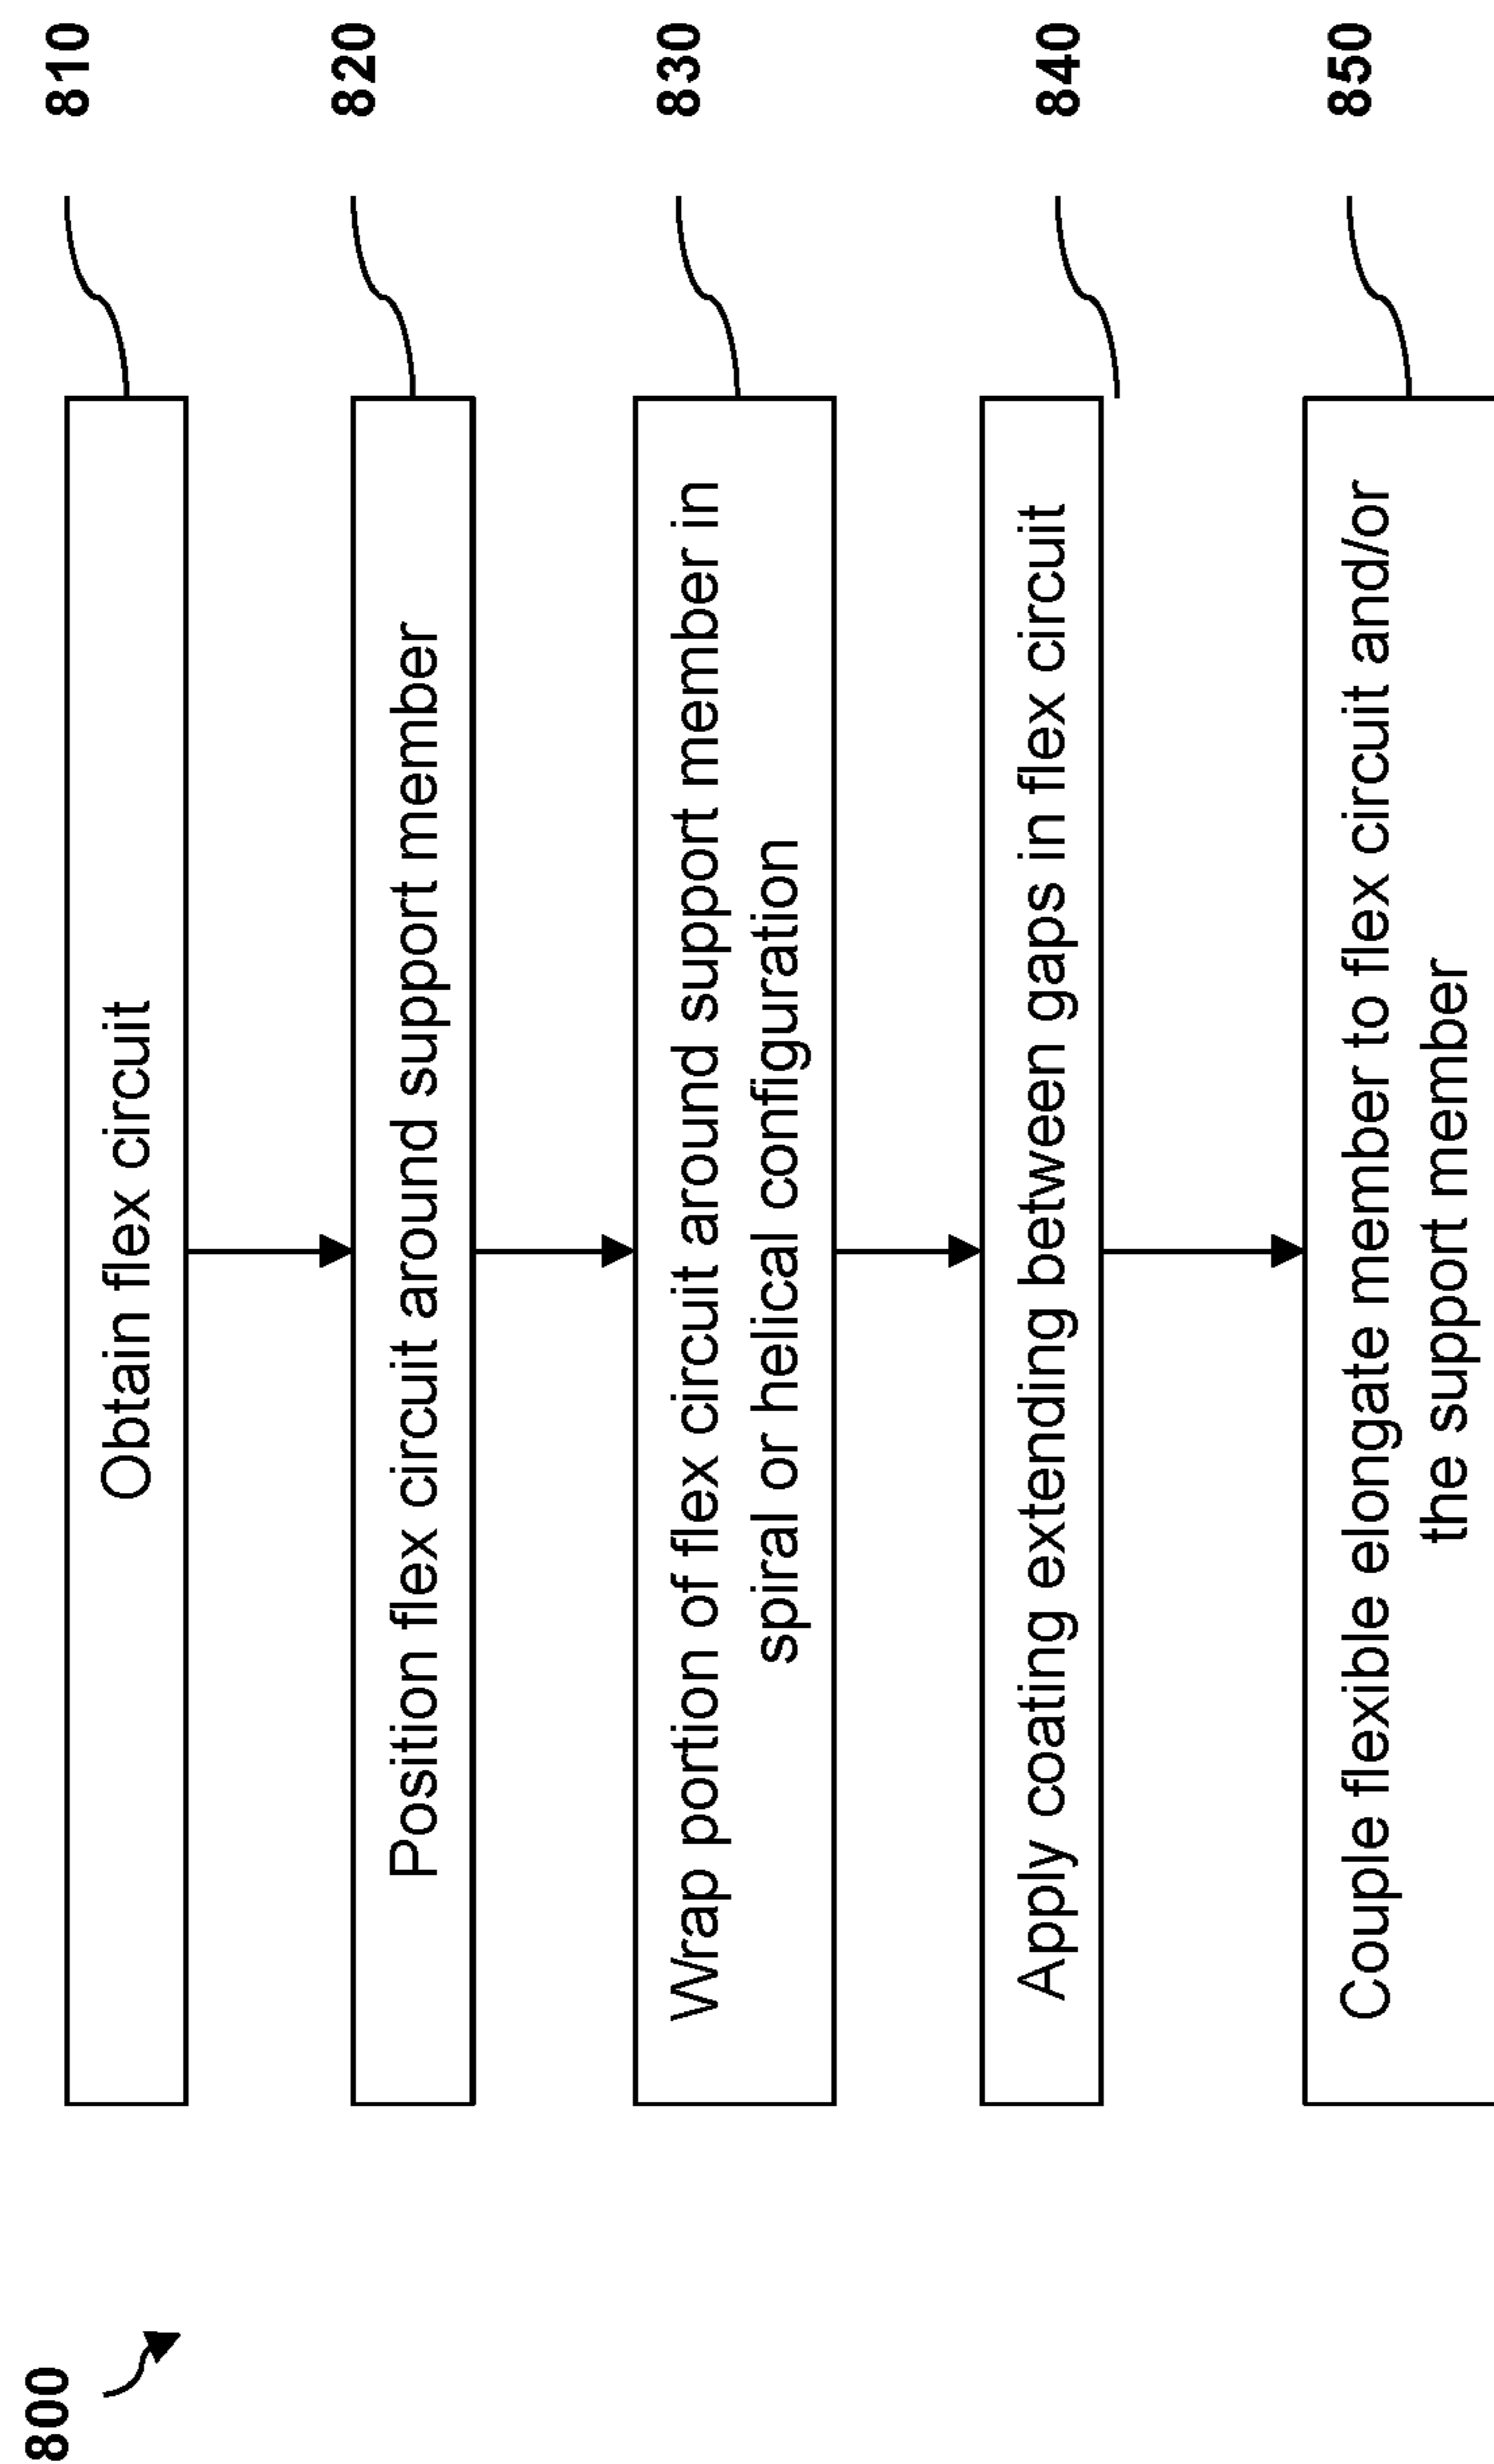 800
Obtain flex circuit
810
Position flex circuit around support member
820
Wrap portion of flex circuit around support member in
spiral or helical configuration
830
Apply coating extending between gaps in flex circuit
840
Couple flexible elongate member to flex circuit and/or
the support member
850